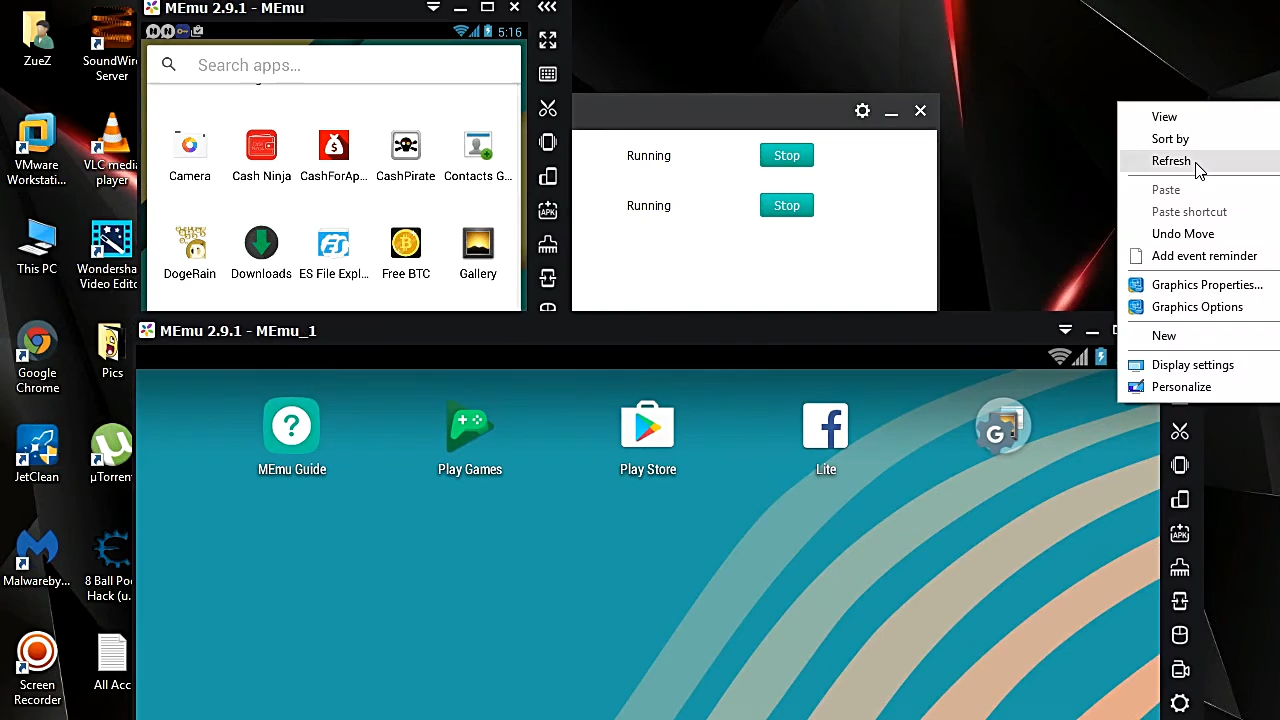 ZueZ
SoundWire
Server
VMware
Workstati...
VLC media
player
This PC
Wondersha
Video Edito
Google
Chrome
Pics
JetClean
µTorrent
Malwareby...
8 Ball Poo
Hack (u.
Screen
Recorder
All Acc
MEmu 2.9.1 - MEmu
5:16
Search apps...
Camera
Cash Ninja
CashForAp...
CashPirate
Contacts G...
DogeRain
Downloads
ES File Expl...
Free BTC
Gallery
APK
Running
Stop
Running
Stop
View
Sort by
Refresh
Paste
Paste shortcut
Undo Move
Add event reminder
Graphics Properties...
Graphics Options
New
Display settings
Personalize
MEmu 2.9.1 - MEmu_1
MEmu Guide
Play Games
Play Store
Lite
G
APK